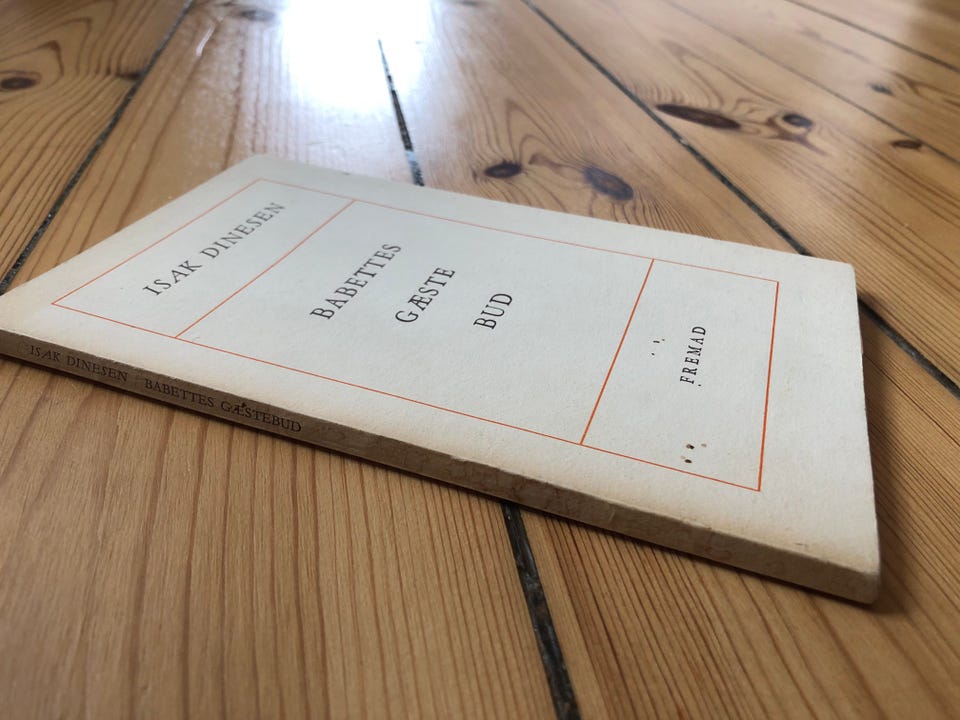 ISAK DINESEN
BABETTES
GÆSTE
BUD
FREMAD
ISAK DINESEN BABETTES GÆSTEBUD